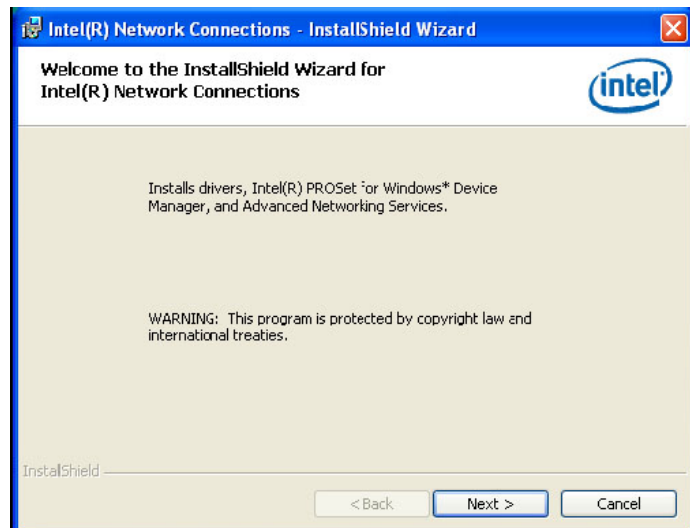 Intel(R) Network Connections - InstallShield Wizard
Welcome to the InstallShield Wizard for
Intel(R) Network Connections
intel
Installs drivers, Intel(R) PROSet for Windows* Device
Manager, and Advanced Networking Services.
WARNING: This program is protected by copyright law and
international treaties.
InstallShield
< Back
Next >
Cancel